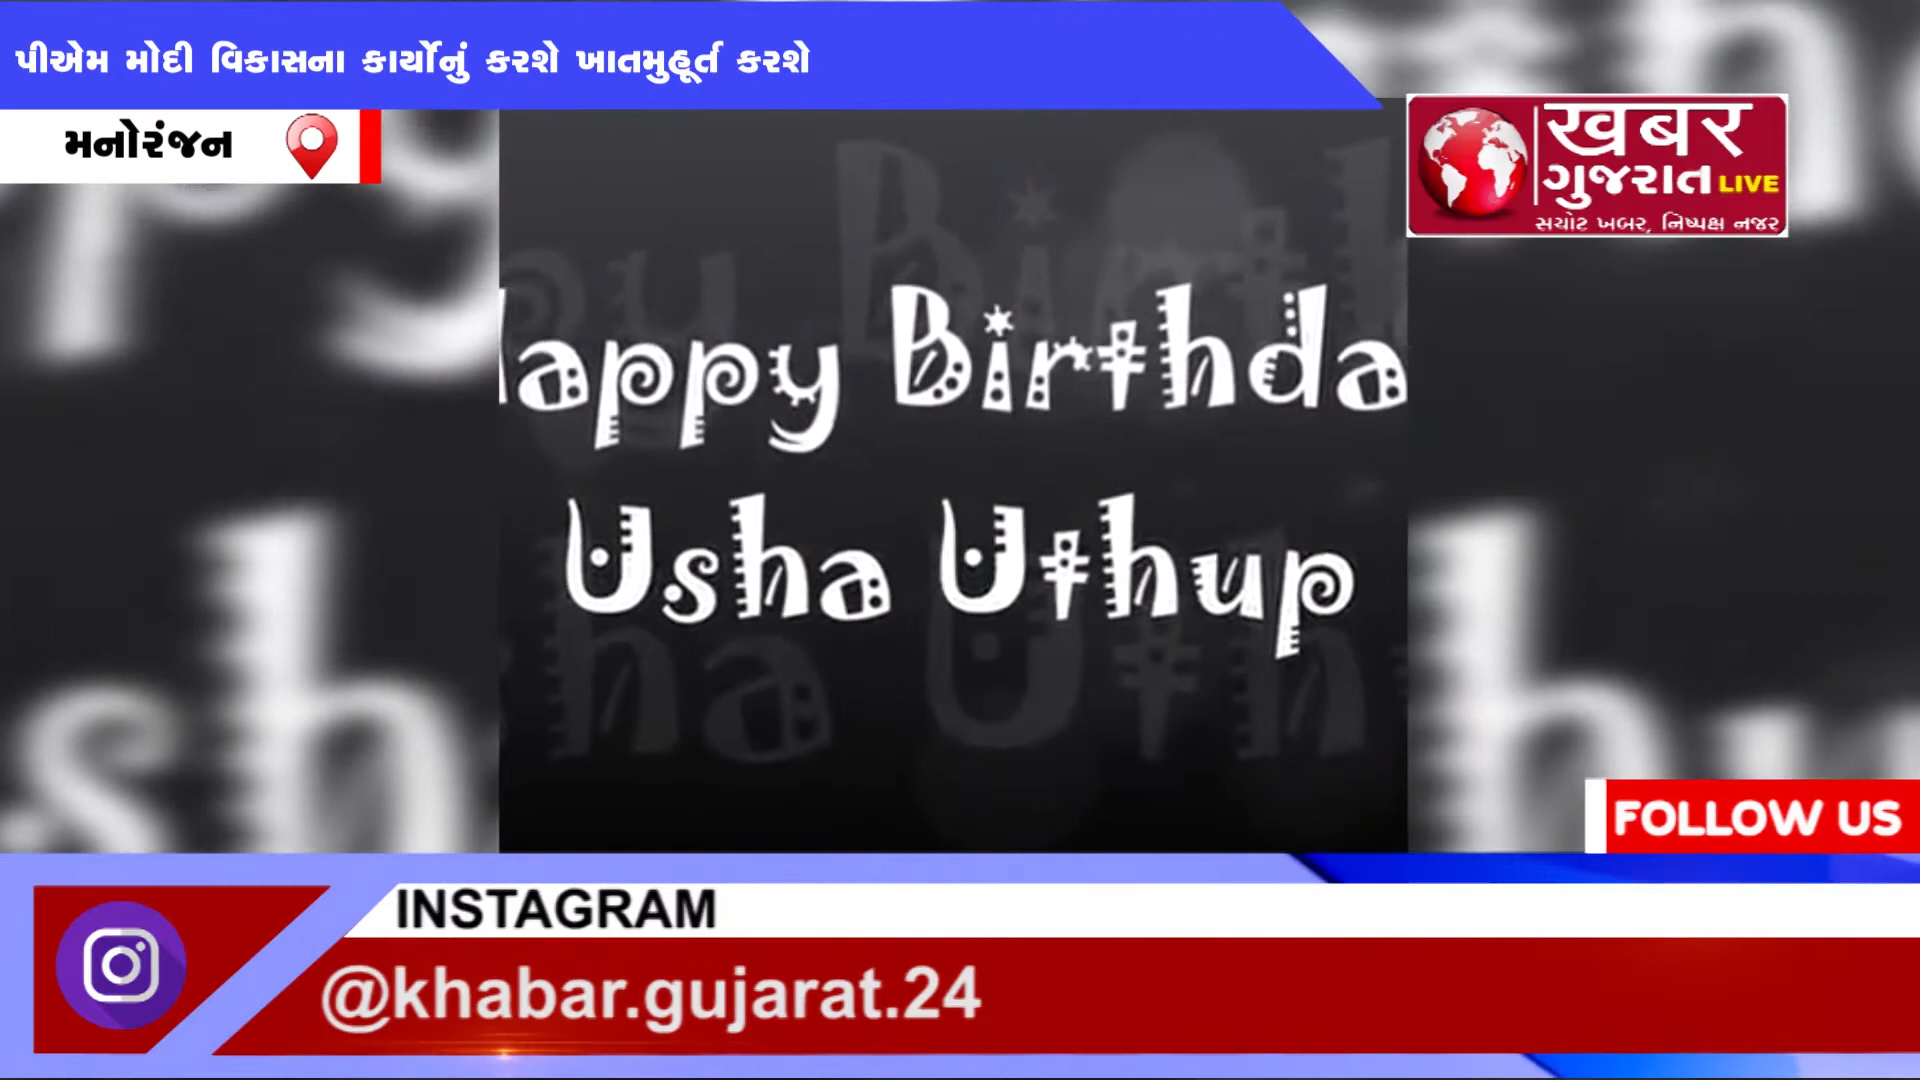 પીએમ મોદી વિકાસના કાર્યોનું કરશે ખાતમુહૂર્ત કરશે
મનોરંજન
खबर
ગુજરાત LIVE
સચોટ ખબર, નિષ્પક્ષ નજર
Happy Birthda
Usha Uthup
FOLLOW US
INSTAGRAM
@khabar.gujarat.24